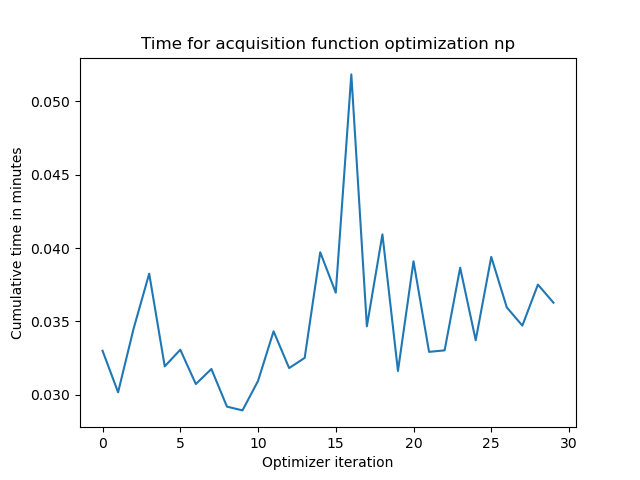 Time for acquisition function optimization np
Cumulative time in minutes
0.050
0.045
0.040
0.035
0.030
0 5 10 15 20 25 30
Optimizer iteration